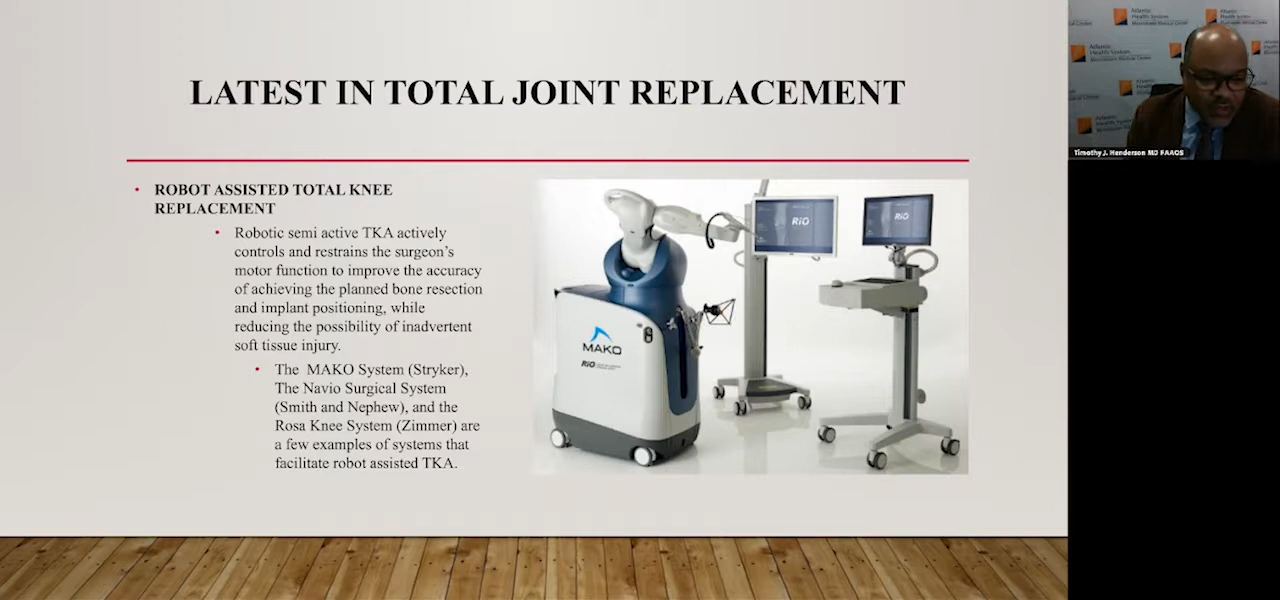 LATEST IN TOTAL JOINT REPLACEMENT
• ROBOT ASSISTED TOTAL KNEE
REPLACEMENT
• Robotic semi active TKA actively
controls and restrains the surgeon's
motor function to improve the accuracy
of achieving the planned bone resection
and implant positioning, while
reducing the possibility of inadvertent
soft tissue injury.
• The MAKO System (Stryker),
The Navio Surgical System
(Smith and Nephew), and the
Rosa Knee System (Zimmer) are
a few examples of systems that
facilitate robot assisted TKA.
MAKO
RIO
RIO
RIO
Atlantic
Health System
Atlantic
Health System
Timothy J. Henderson MD FAAOS